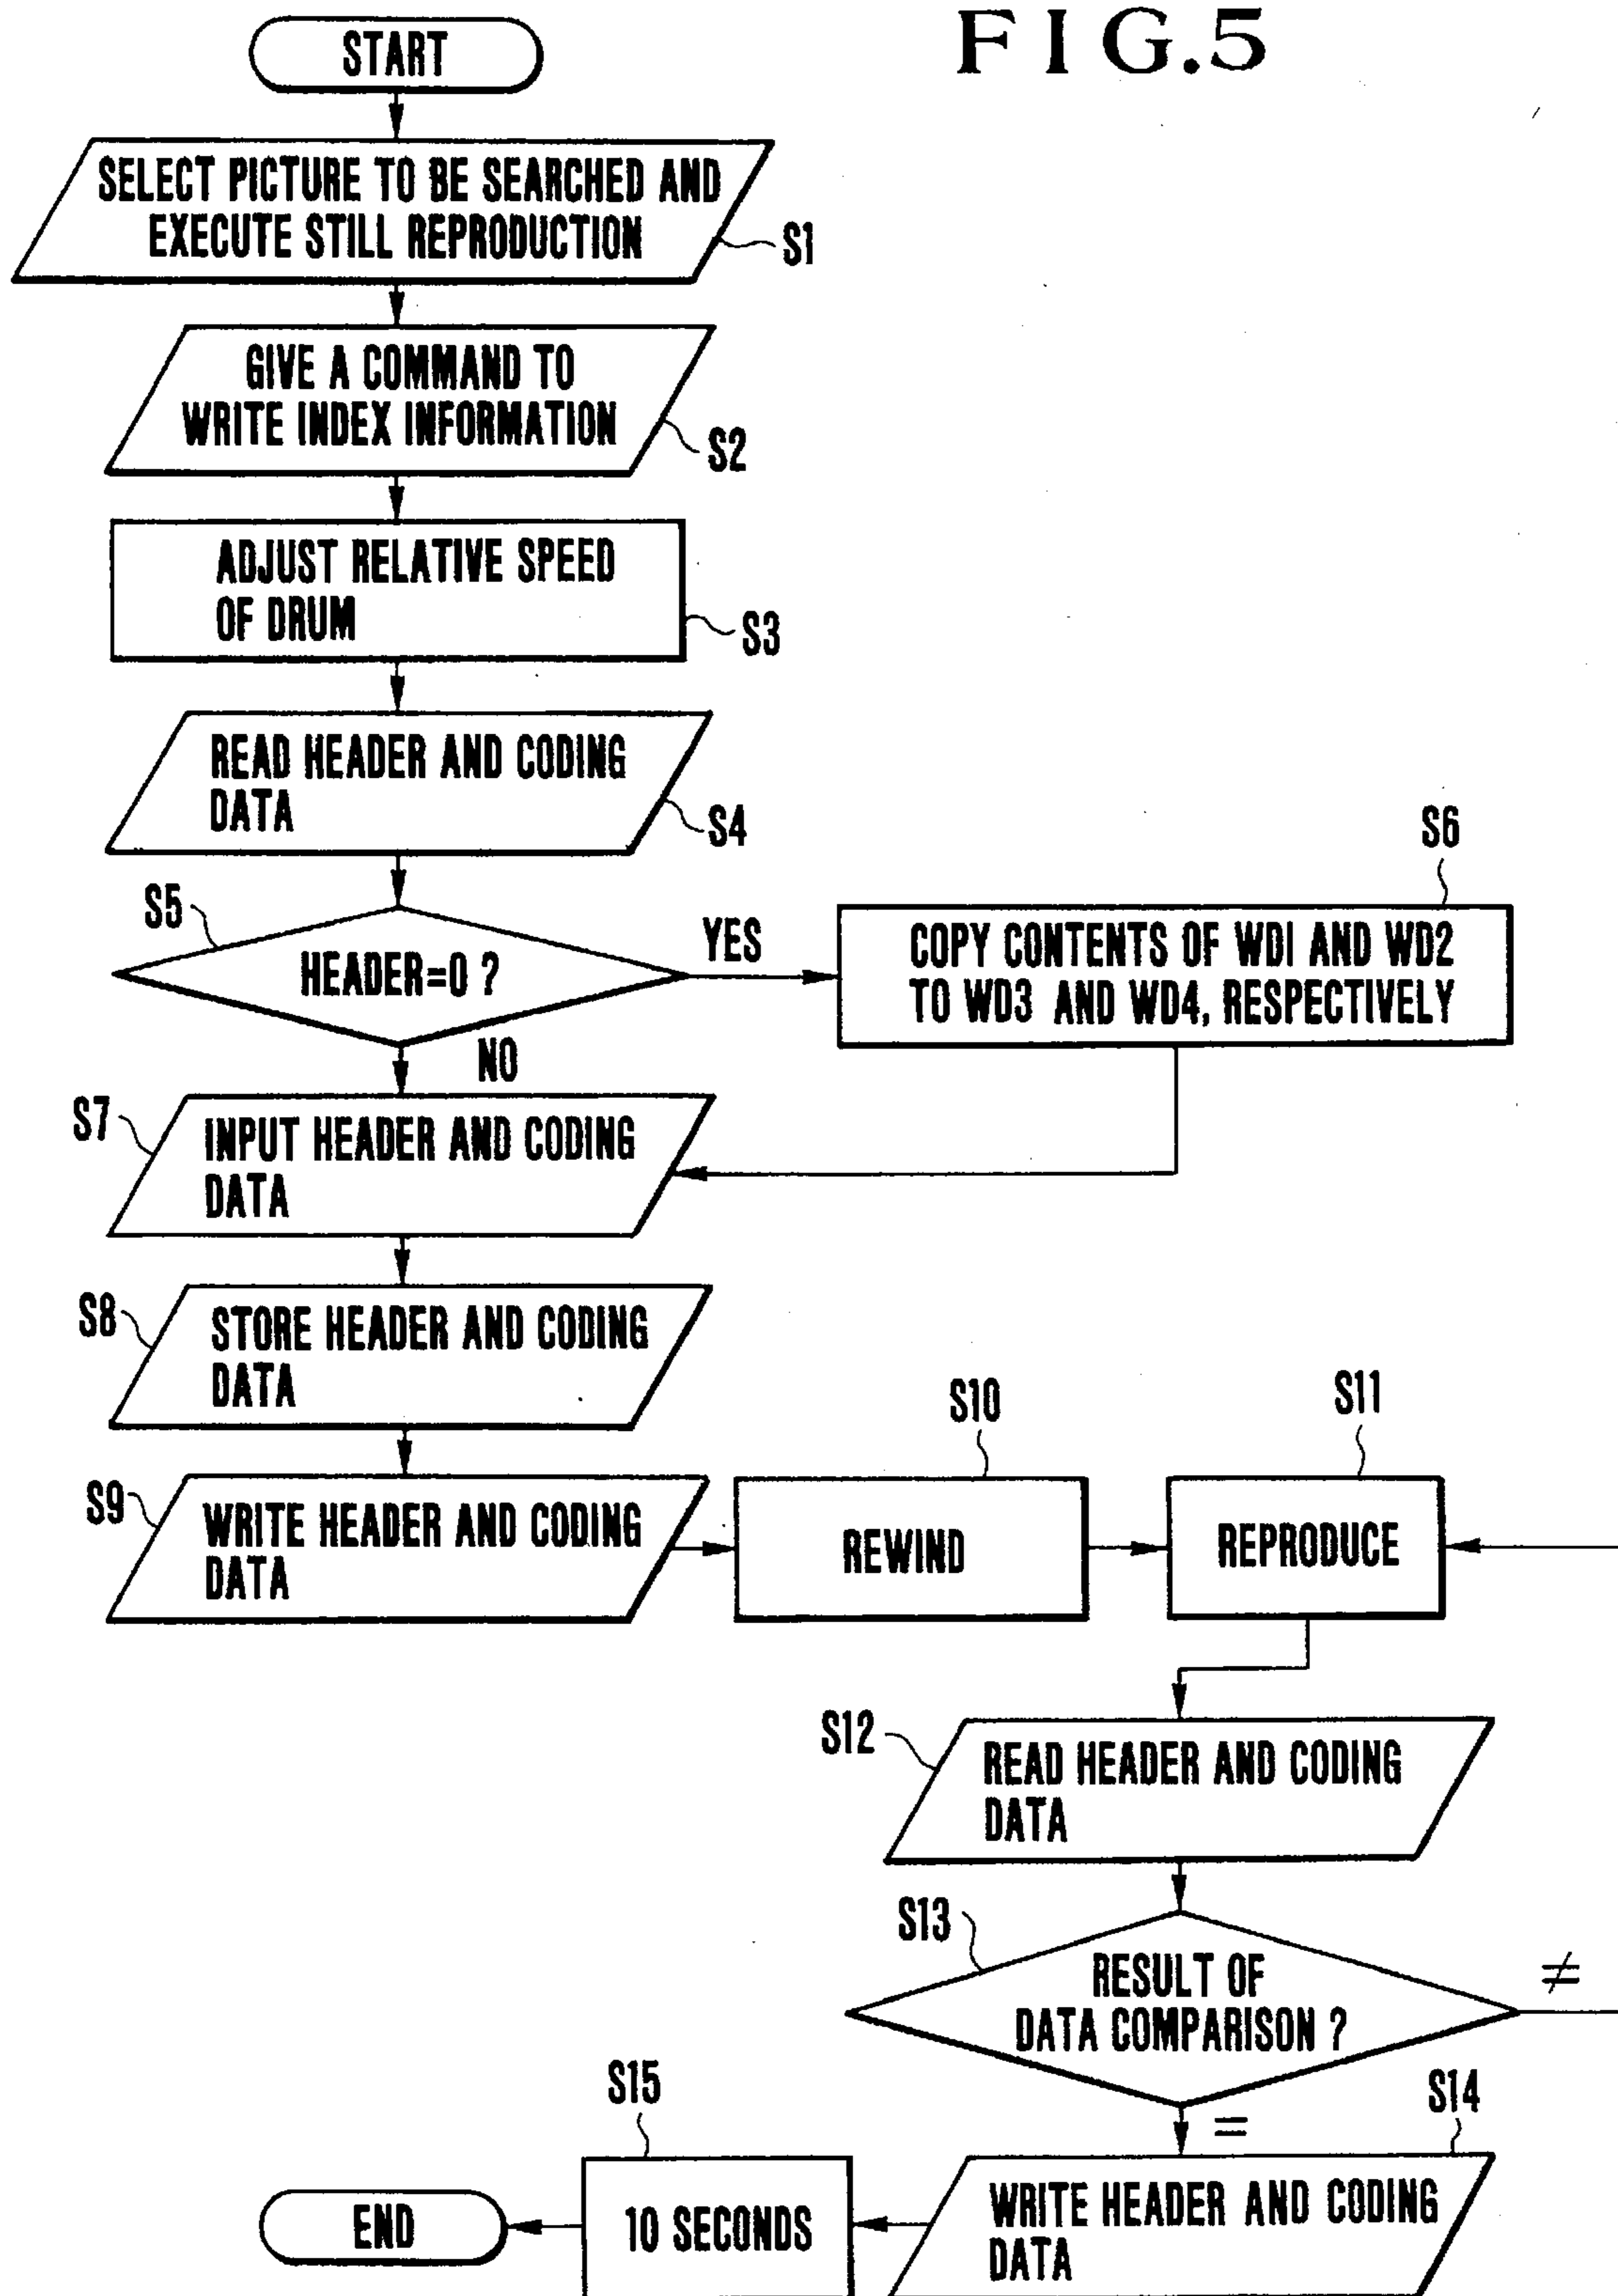 FIG.5
START
SELECT PICTURE TO BE SEARCHED AND
EXECUTE STILL REPRODUCTION
S1
GIVE A COMMAND TO
WRITE INDEX INFORMATION
S2
ADJUST RELATIVE SPEED
OF DRUM
S3
READ HEADER AND CODING
DATA
S4
S5
HEADER=0 ?
YES
NO
S6
COPY CONTENTS OF WD1 AND WD2
TO WD3 AND WD4, RESPECTIVELY
S7
INPUT HEADER AND CODING
DATA
S8
STORE HEADER AND CODING
DATA
S9
WRITE HEADER AND CODING
DATA
S10
REWIND
S11
REPRODUCE
S12
READ HEADER AND CODING
DATA
S13
RESULT OF
DATA COMPARISON ?
≠
=
S14
WRITE HEADER AND CODING
DATA
S15
10 SECONDS
END